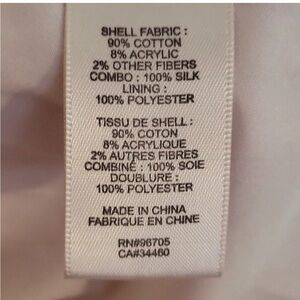 SHELL FABRIC :
90% COTTON
8% ACRYLIC
2% OTHER FIBERS
COMBO : 100% SILK
LINING :
100% POLYESTER
TISSU DE SHELL :
90% COTON
8% ACRYLIQUE
2% AUTRES FIBRES
COMBINÉ : 100% SOIE
DOUBLURE :
100% POLYESTER
MADE IN CHINA
FABRIQUE EN CHINE
RN#96705
CA#34460